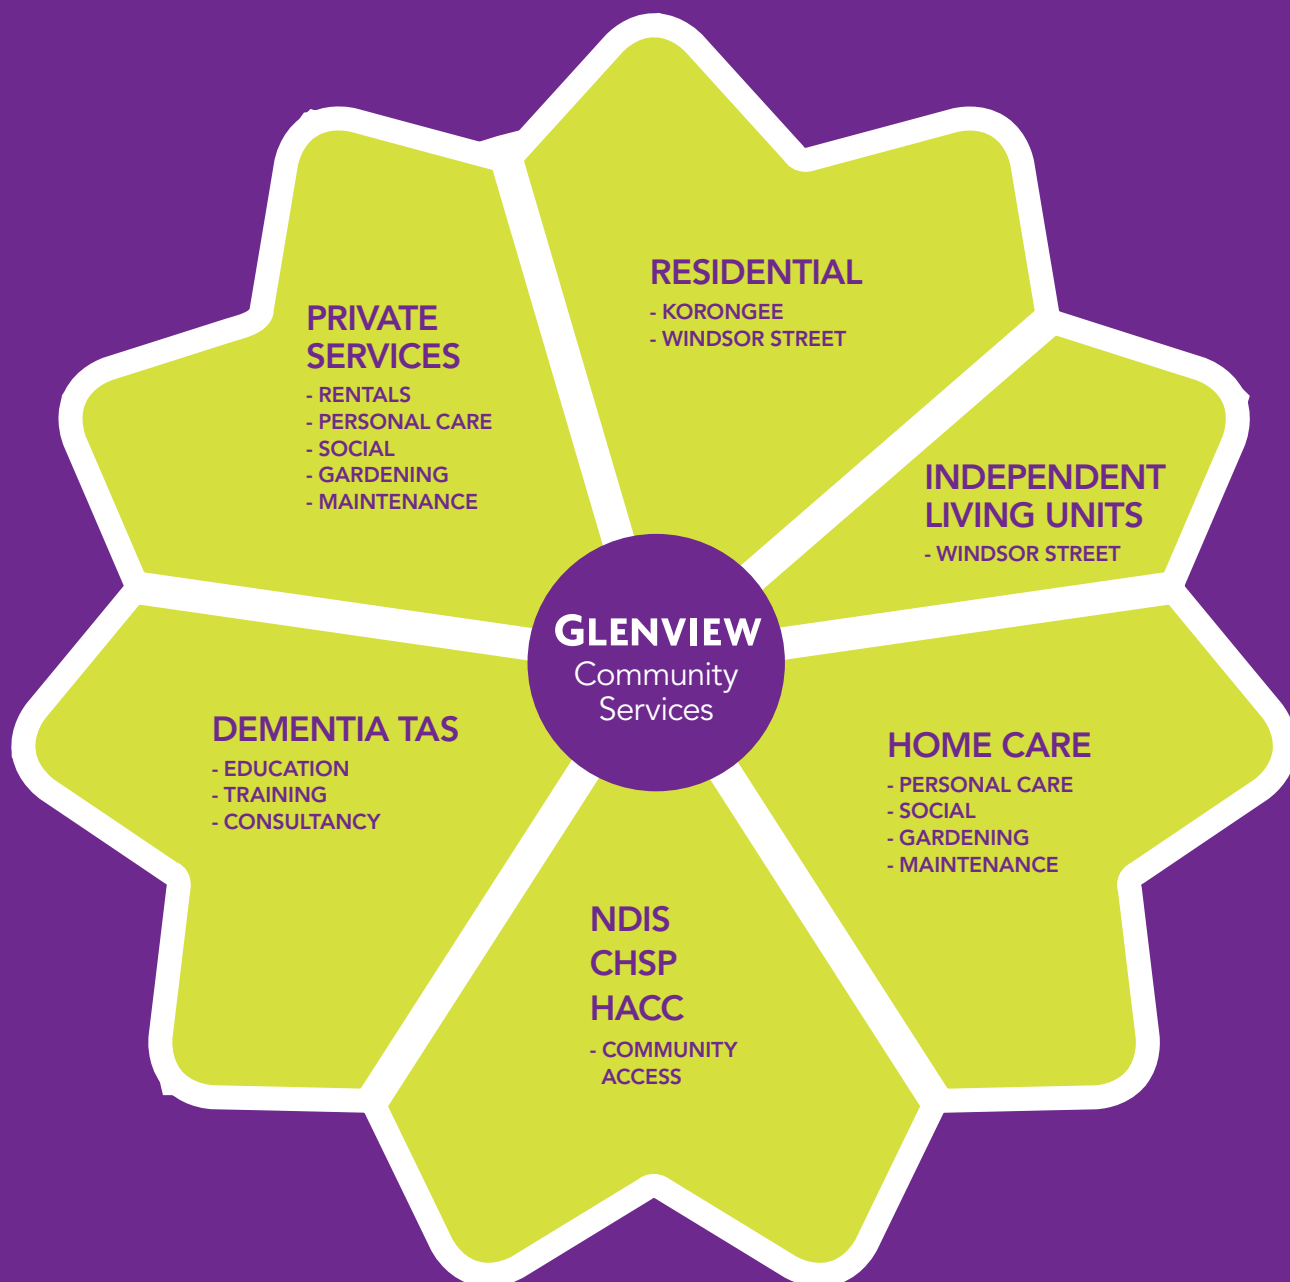 RESIDENTIAL
- KORONGEE
- WINDSOR STREET
PRIVATE
SERVICES
- RENTALS
- PERSONAL CARE
- SOCIAL
- GARDENING
- MAINTENANCE
INDEPENDENT
LIVING UNITS
- WINDSOR STREET
GLENVIEW
Community
Services
DEMENTIA TAS
- EDUCATION
- TRAINING
- CONSULTANCY
HOME CARE
- PERSONAL CARE
- SOCIAL
- GARDENING
- MAINTENANCE
NDIS
CHSP
HACC
- COMMUNITY
ACCESS